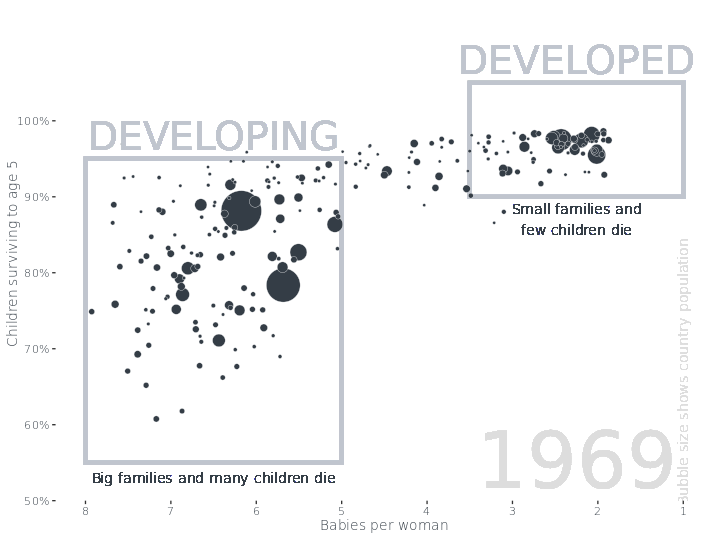 DEVELOPED
DEVELOPING
100%
90%
80%
70%
60%
50%
Children surviving to age 5
Small families and
few children die
Big families and many children die
1969
Bubble size shows country population
8 7 6 5 4 3 2 1
Babies per woman